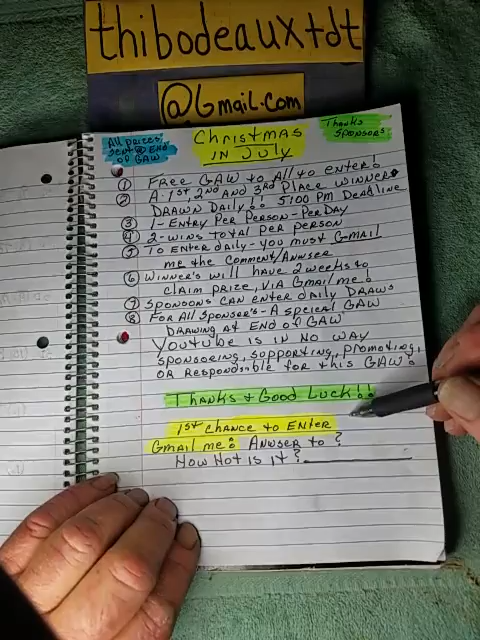 thibodeauxtdt
@Gmail.com
All prizes,
sent @ END
of GAW
Christmas
in July
Thanks
Sponsors
① Free GAW to All to enter!
② A 1st, 2nd and 3rd Place winner
Drawn Daily!! 5:00 PM Deadline
③ 1-Entry Per Person-Per Day
④ 2-wins total per person
⑤ To Enter daily-you must Gmail
me the comment/Anwser
⑥ Winner's will have 2 weeks to
claim prize, via Gmail me!
⑦ Sponsons can enter daily Draws
⑧ For All Sponser's-A special GAW
Drawing at End of GAW
YouTube is in no way
sponsoring, supporting, promoting,
or responsible for this GAW!
Thanks + Good Luck!!
1st chance to Enter
Gmail me: Anwser to?
How Hot is it?